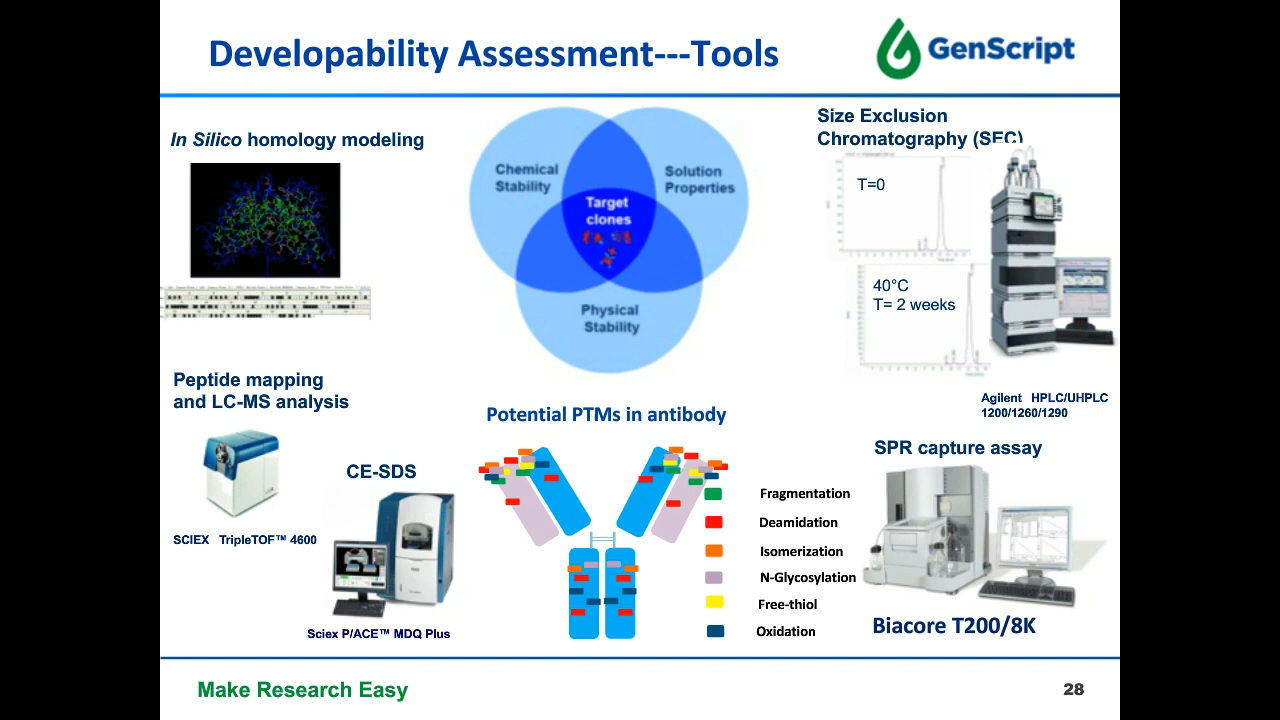 Developability Assessment---Tools
GenScript
In Silico homology modeling
Chemical
Stability
Solution
Properties
Target
clones
Physical
Stability
Size Exclusion
Chromatography (SEC)
T=0
40°C
T= 2 weeks
Agilent HPLC/UHPLC
1200/1260/1290
Peptide mapping
and LC-MS analysis
SCIEX TripleTOF™ 4600
CE-SDS
Sciex P/ACE™ MDQ Plus
Potential PTMs in antibody
Fragmentation
Deamidation
Isomerization
N-Glycosylation
Free-thiol
Oxidation
SPR capture assay
Biacore T200/8K
Make Research Easy
28